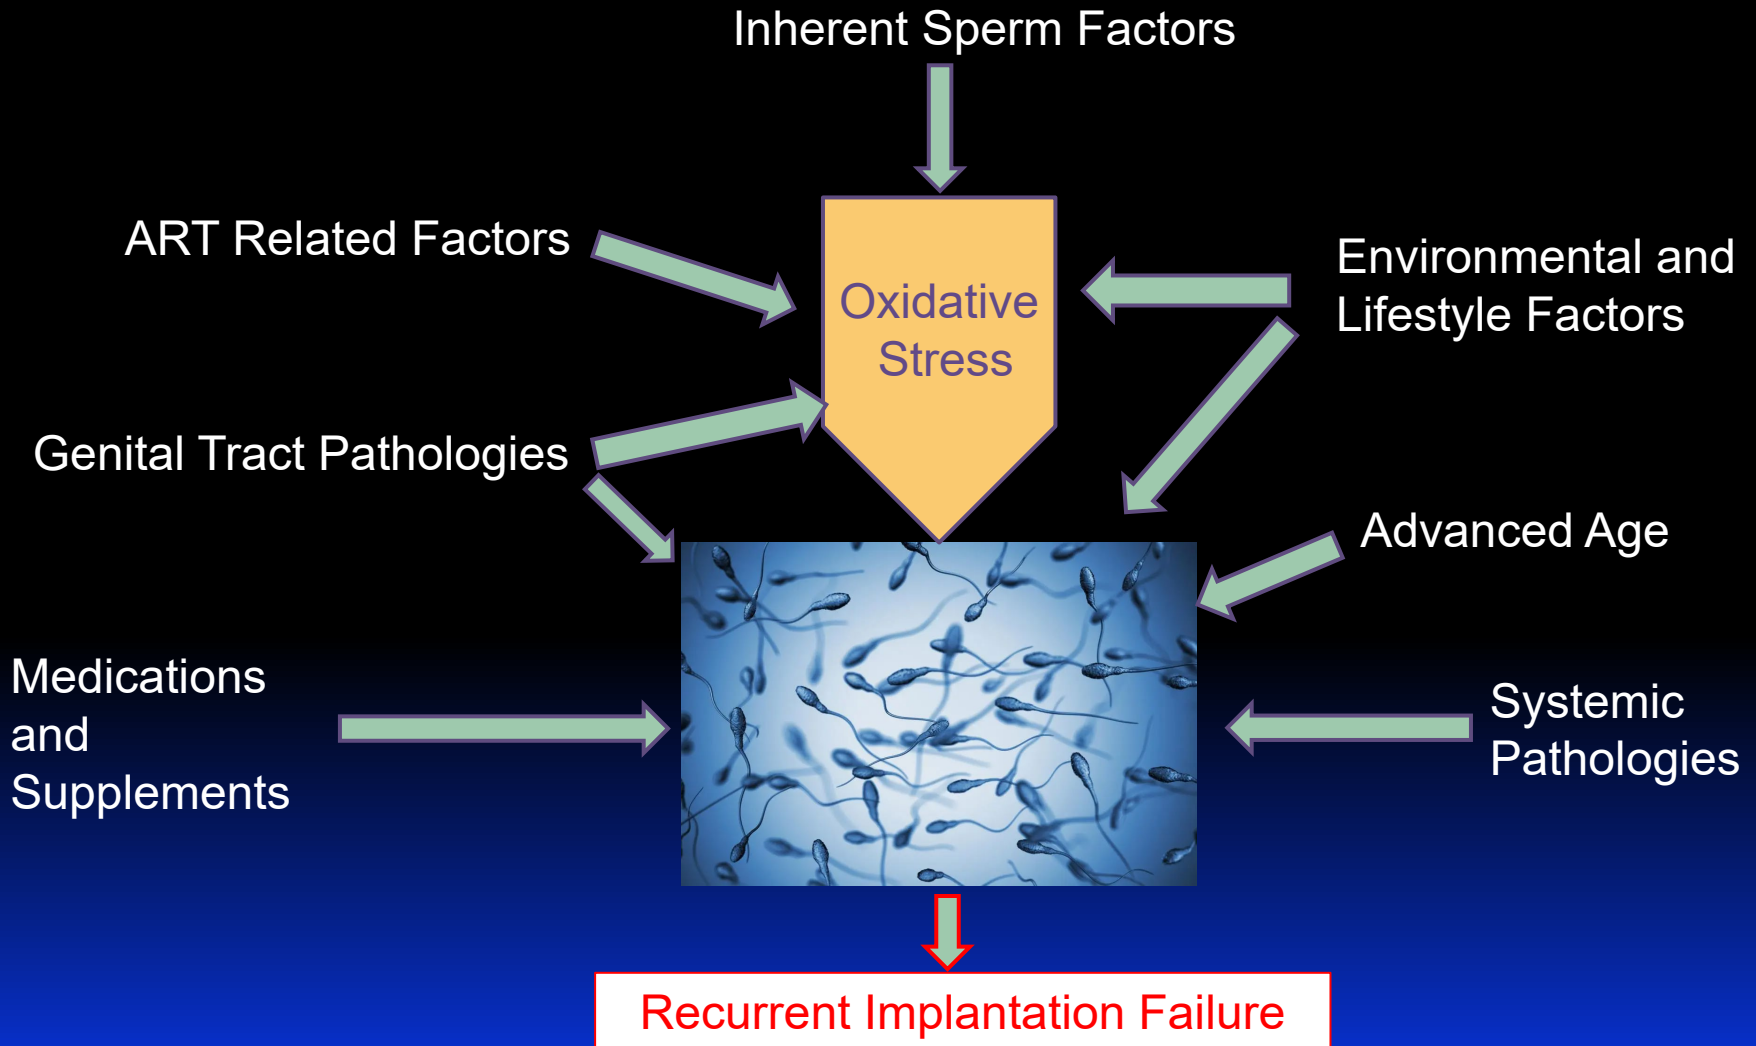 Inherent Sperm Factors
ART Related Factors
Environmental and
Lifestyle Factors
Oxidative
Stress
Genital Tract Pathologies
Advanced Age
Medications
and
Supplements
Systemic
Pathologies
Recurrent Implantation Failure